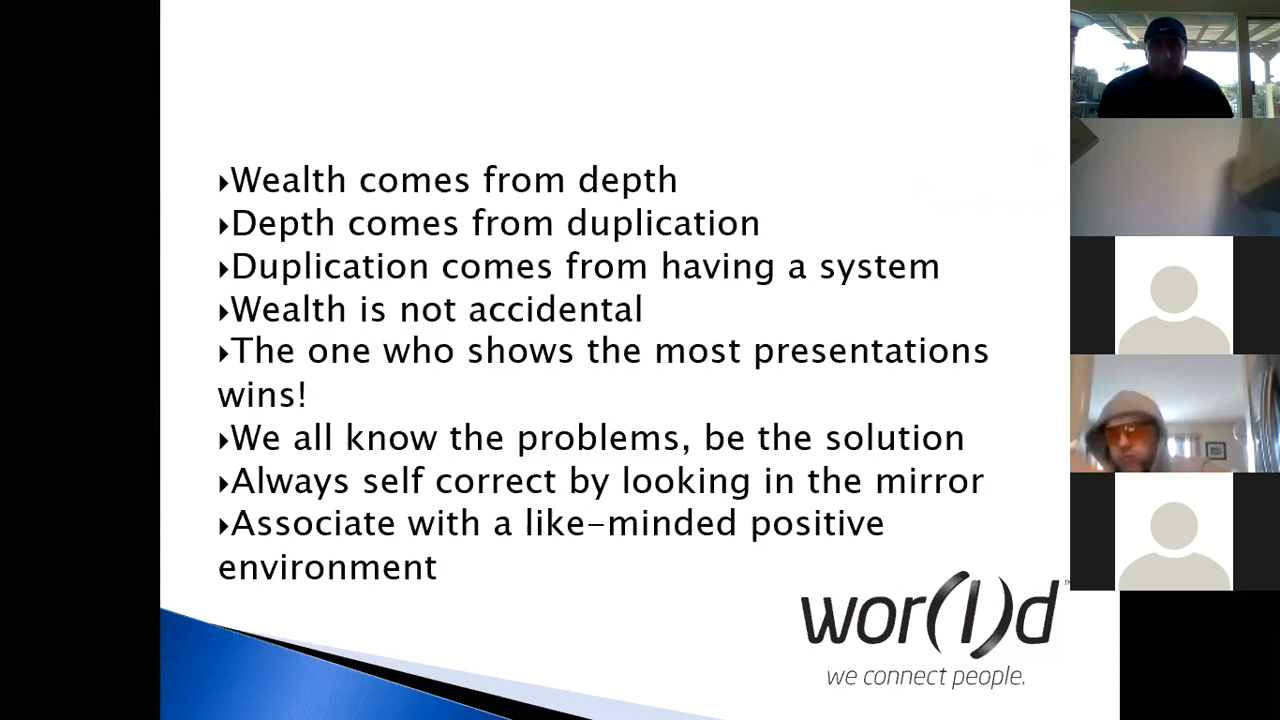 Wealth comes from depth
Depth comes from duplication
Duplication comes from having a system
Wealth is not accidental
The one who shows the most presentations
wins!
We all know the problems, be the solution
Always self correct by looking in the mirror
Associate with a like-minded positive
environment
wor(l)d™
we connect people.